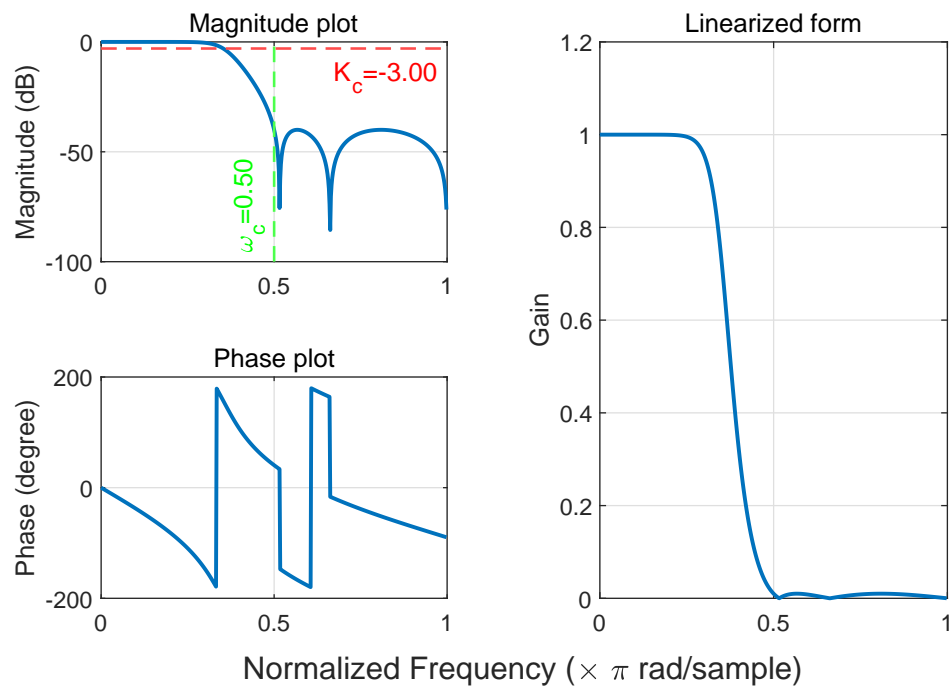 Magnitude plot
0
-50
-100
Magnitude (dB)
K_c=-3.00
ω_c=0.50
0
0.5
1
Phase plot
200
0
-200
Phase (degree)
0
0.5
1
Linearized form
1.2
1
0.8
0.6
0.4
0.2
0
Gain
0
0.5
1
Normalized Frequency (× π rad/sample)